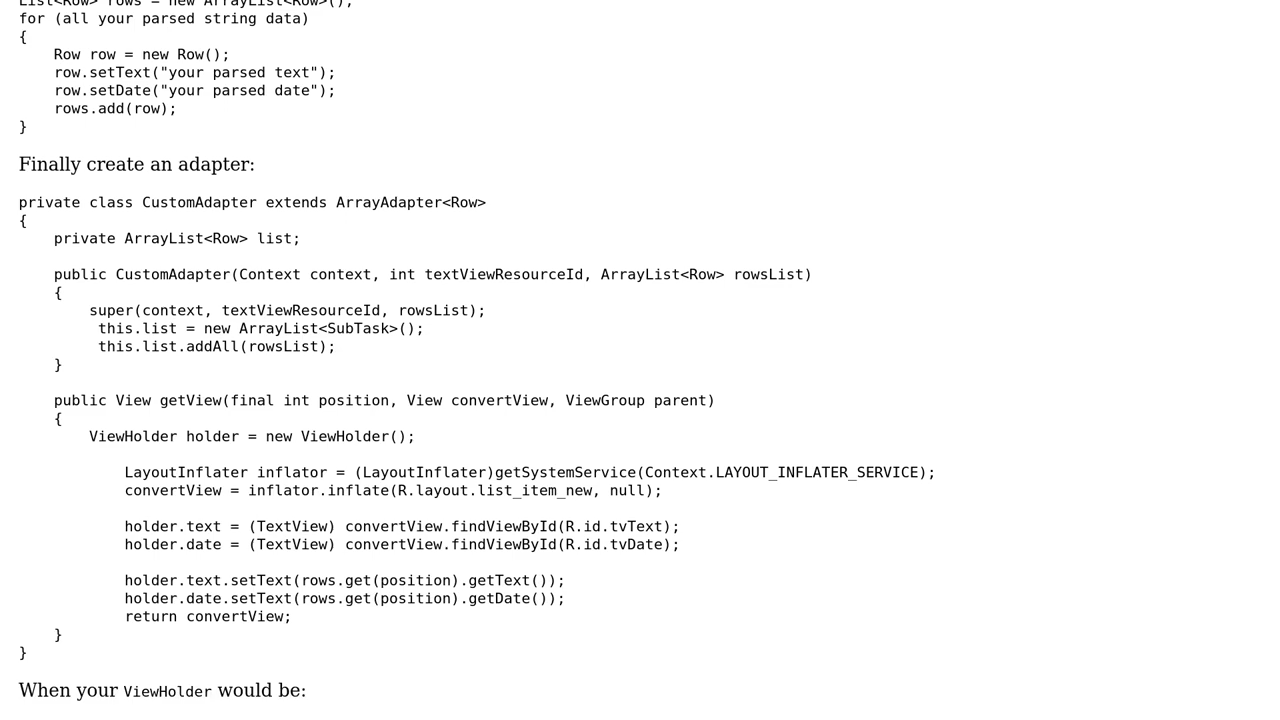 List<Row> rows = new ArrayList<Row>();
for (all your parsed string data)
{
    Row row = new Row();
    row.setText("your parsed text");
    row.setDate("your parsed date");
    rows.add(row);
}
Finally create an adapter:
private class CustomAdapter extends ArrayAdapter<Row>
{
    private ArrayList<Row> list;
    public CustomAdapter(Context context, int textViewResourceId, ArrayList<Row> rowsList)
    {
        super(context, textViewResourceId, rowsList);
         this.list = new ArrayList<SubTask>();
         this.list.addAll(rowsList);
    }
    public View getView(final int position, View convertView, ViewGroup parent)
    {
        ViewHolder holder = new ViewHolder();
            LayoutInflater inflator = (LayoutInflater)getSystemService(Context.LAYOUT_INFLATER_SERVICE);
            convertView = inflator.inflate(R.layout.list_item_new, null);
            holder.text = (TextView) convertView.findViewById(R.id.tvText);
            holder.date = (TextView) convertView.findViewById(R.id.tvDate);
            holder.text.setText(rows.get(position).getText());
            holder.date.setText(rows.get(position).getDate());
            return convertView;
    }
}
When your ViewHolder would be: